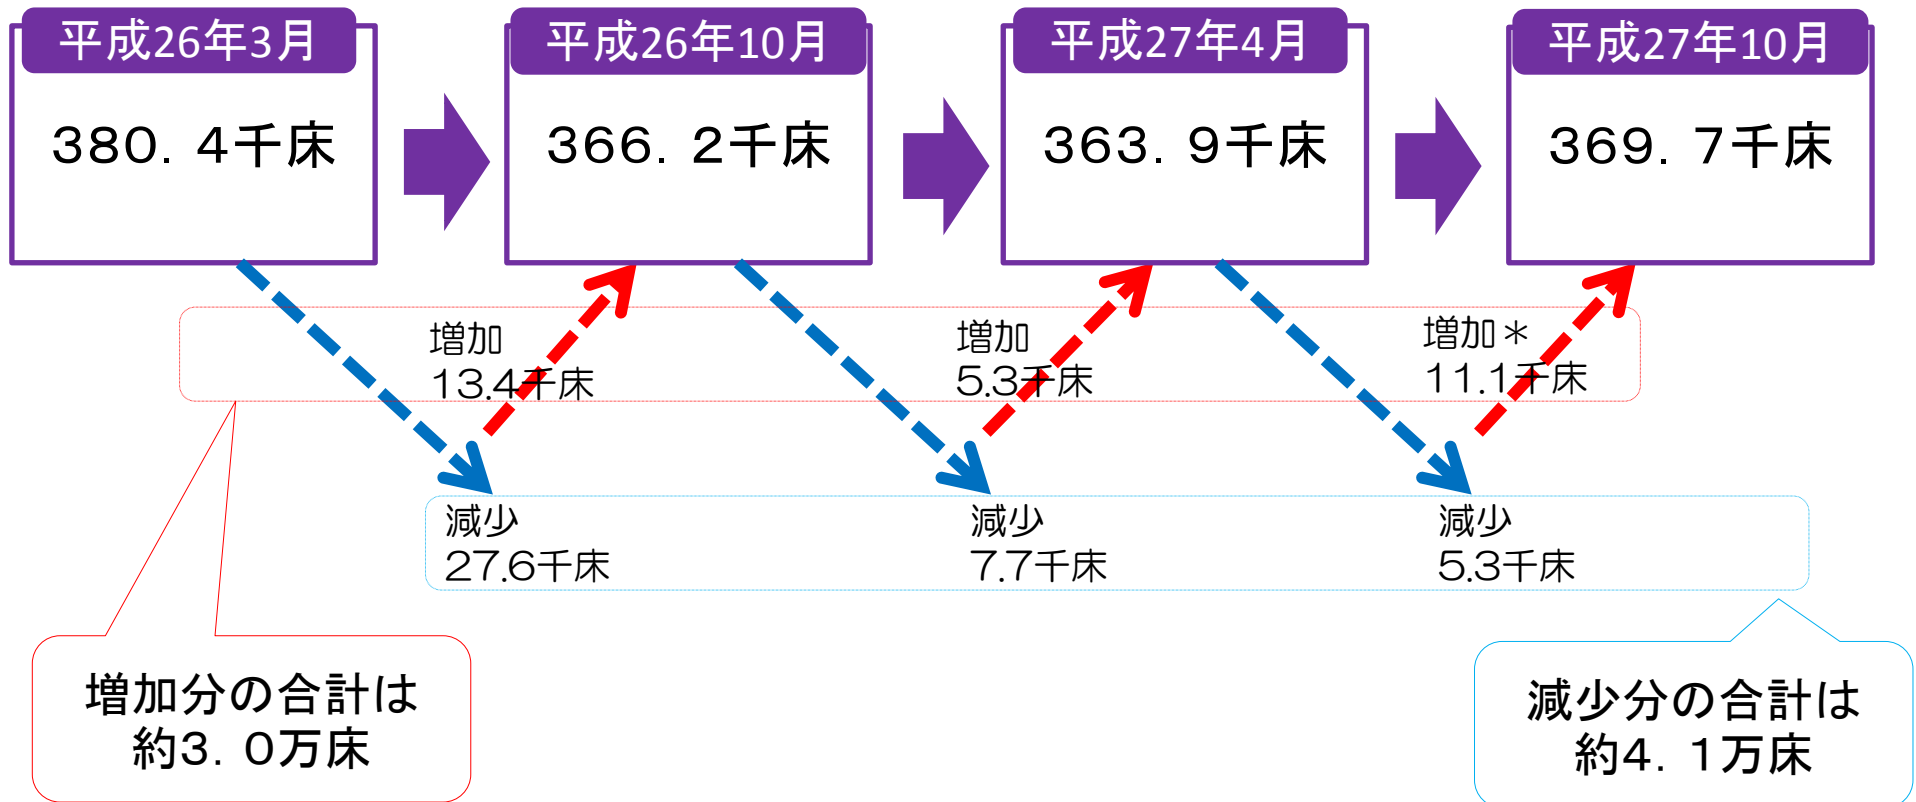 平成26年3月
平成26年10月
平成27年4月
平成27年10月
３８０．４千床
３６６．２千床
３６３．９千床
３６９．７千床
増加
13.4千床
増加
5.3千床
増加＊
11.1千床
減少
27.6千床
減少
7.7千床
減少
5.3千床
増加分の合計は
約３．０万床
減少分の合計は
約４．１万床